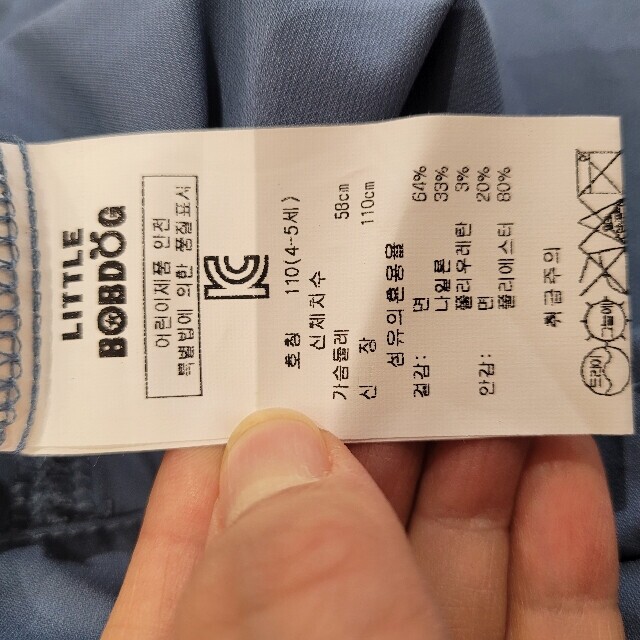 LITTLE
BOBDOG
어린이제품 안전
특별법에 의한 품질표시
호칭 110(4-5세)
신체치수
가슴둘레 58cm
신 장 110cm
섬유의혼용율
겉감: 면 64%
나일론 33%
폴리우레탄 3%
안감: 면 20%
폴리에스터 80%
취급주의
드라이
그늘에